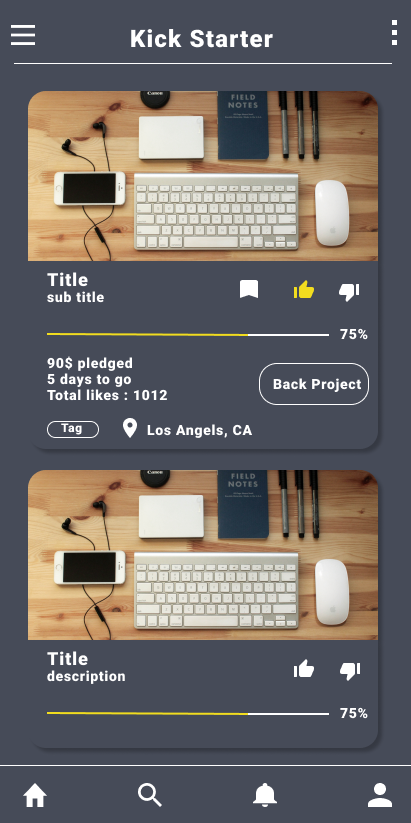 Kick Starter
Canon
FIELD
NOTES
Title
sub title
75%
90$ pledged
5 days to go
Total likes : 1012
Back Project
Tag
Los Angels, CA
Canon
FIELD
NOTES
Title
description
75%